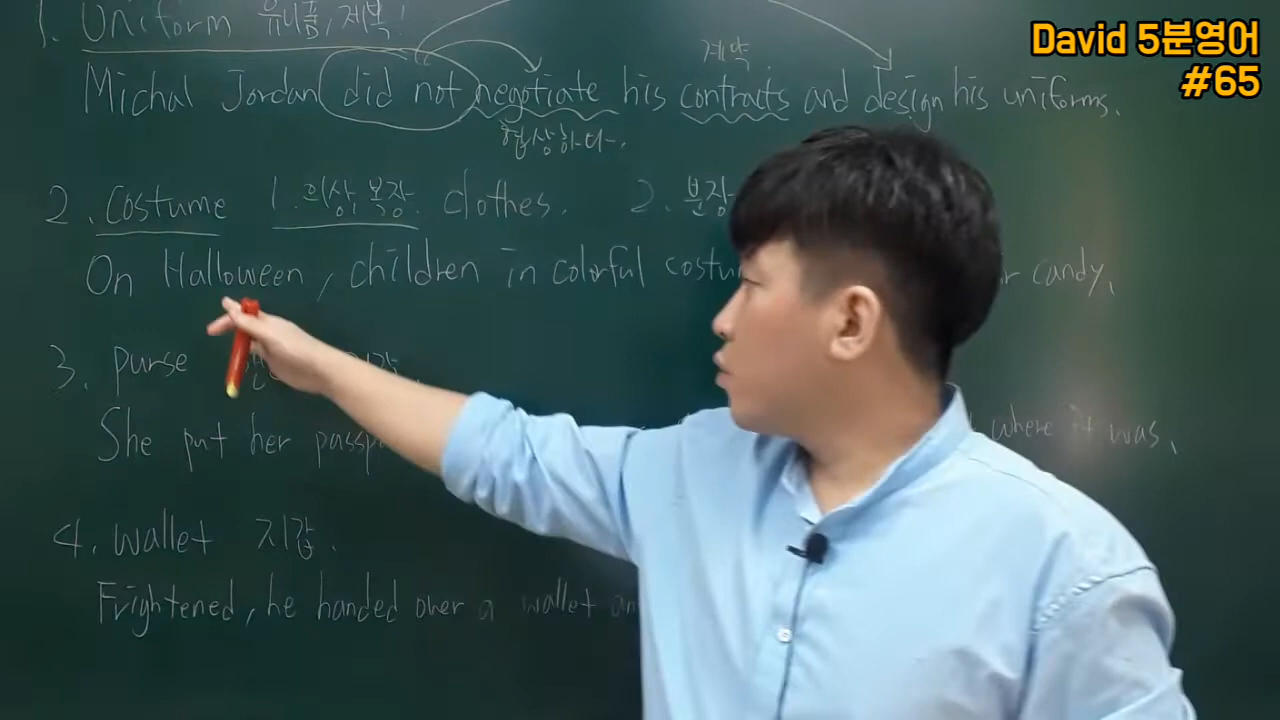 David 5분영어
#65
1. Uniform 유니폼, 제복!
계약
Michal Jordan did not negotiate his contracts and design his uniforms.
협상하다.
2. Costume 1. 의상, 복장. clothes. 2. 분장
On Halloween, children in colorful costu r candy,
3. purse
She put her passp where it was,
4. wallet 지갑.
Frightened, he handed over a wallet an